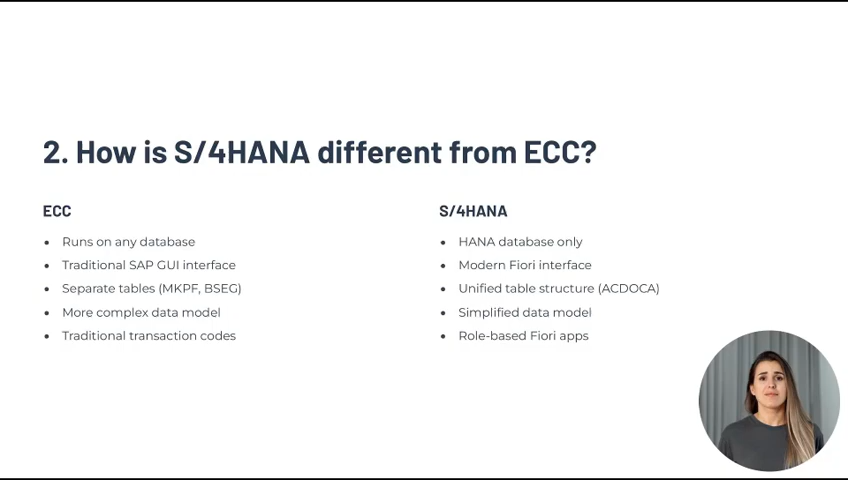 2. How is S/4HANA different from ECC?
ECC
• Runs on any database
• Traditional SAP GUI interface
• Separate tables (MKPF, BSEG)
• More complex data model
• Traditional transaction codes
S/4HANA
• HANA database only
• Modern Fiori interface
• Unified table structure (ACDOCA)
• Simplified data model
• Role-based Fiori apps